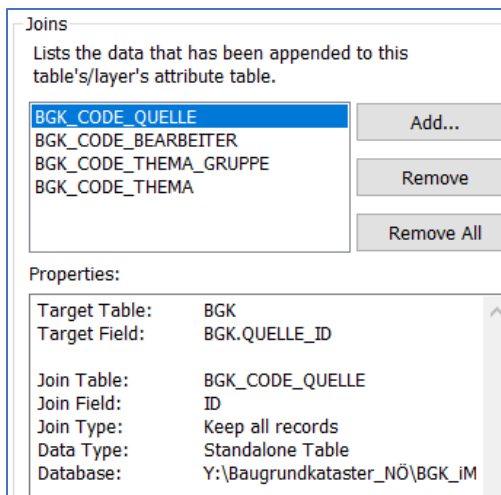 Joins
Lists the data that has been appended to this
table's/layer's attribute table.
BGK_CODE_QUELLE
BGK_CODE_BEARBEITER
BGK_CODE_THEMA_GRUPPE
BGK_CODE_THEMA
Add...
Remove
Remove All
Properties:
Target Table: BGK
Target Field: BGK.QUELLE_ID
Join Table: BGK_CODE_QUELLE
Join Field: ID
Join Type: Keep all records
Data Type: Standalone Table
Database: Y:\Baugrundkataster_NÖ\BGK_iM